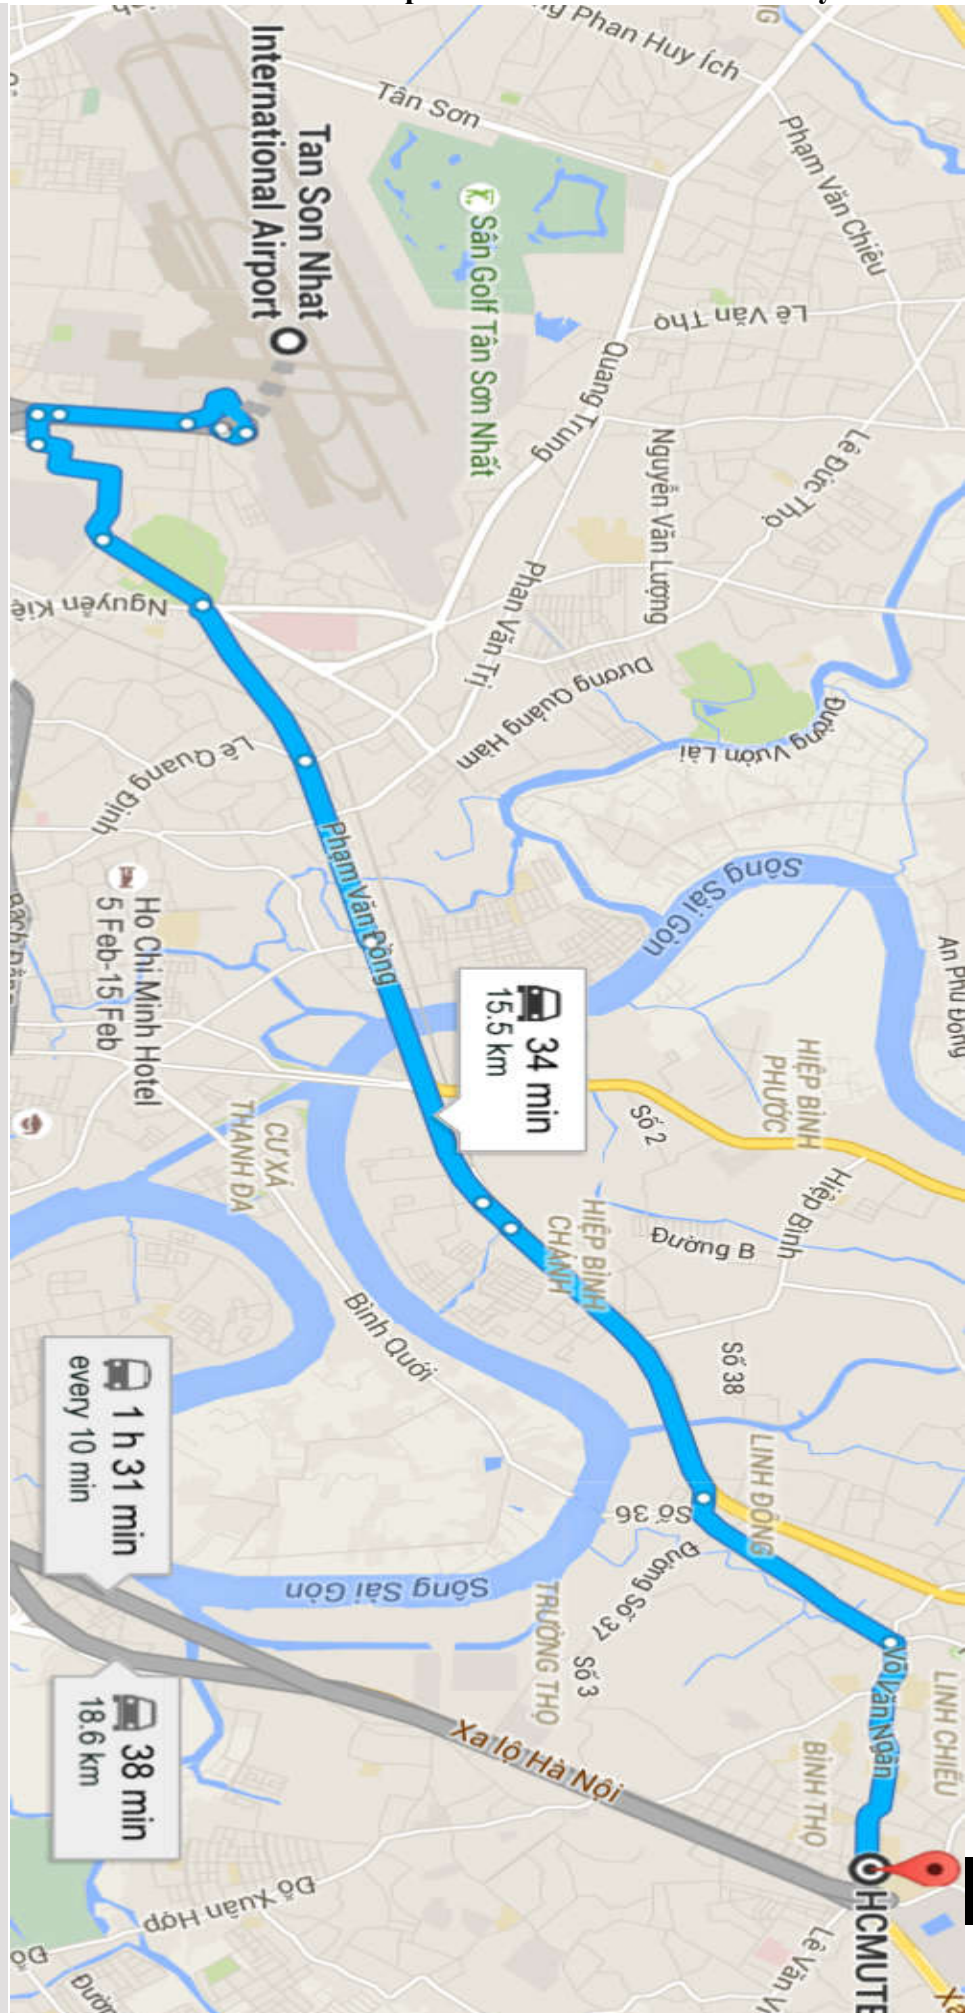 Phan Huy Ích
Tân Sơn
Phạm Văn Chiêu
Tan Son Nhat
International Airport
Sân Golf Tân Sơn Nhất
Lê Văn Thọ
Quang Trung
Nguyễn Văn Lượng
Lê Đức Thọ
Phan Văn Trị
Dương Quảng Hàm
Đường Vườn Lài
Lê Quang Định
Phạm Văn Đồng
Sông Sài Gòn
An Phú Đông
Ho Chi Minh Hotel
5 Feb-15 Feb
34 min
15.5 km
HIỆP BÌNH
PHƯỚC
Số 2
CƯ XÁ
THANH ĐA
Hiệp Bình
Đường B
HIỆP BÌNH
CHÁNH
Bình Quới
Số 38
1 h 31 min
every 10 min
LINH ĐÔNG
Số 36
Đường Số 37
Sông Sài Gòn
TRƯỜNG THỌ
Số 3
Võ Văn Ngân
LINH CHIỂU
BÌNH THỌ
38 min
18.6 km
Xa lộ Hà Nội
HCMUTE
Đỗ Xuân Hợp